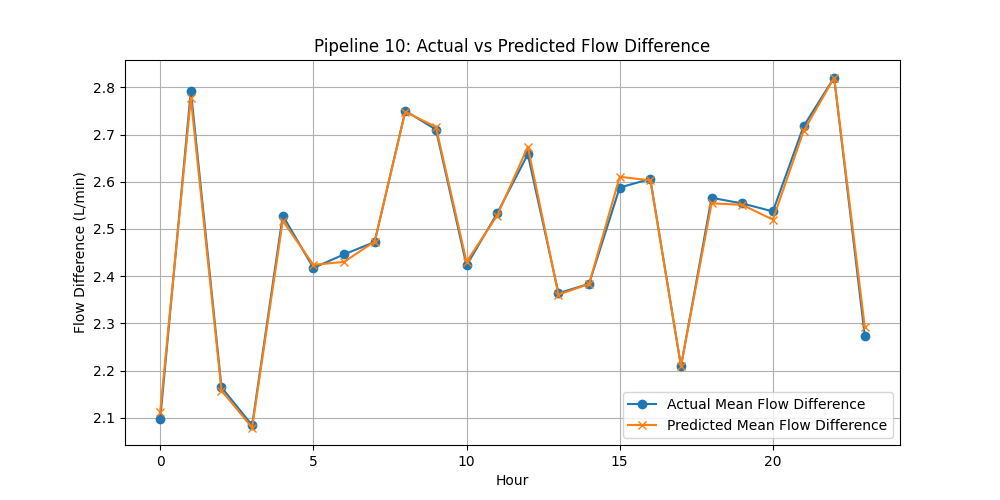 Pipeline 10: Actual vs Predicted Flow Difference
Flow Difference (L/min)
2.8
2.7
2.6
2.5
2.4
2.3
2.2
2.1
0
5
10
15
20
Hour
Actual Mean Flow Difference
Predicted Mean Flow Difference